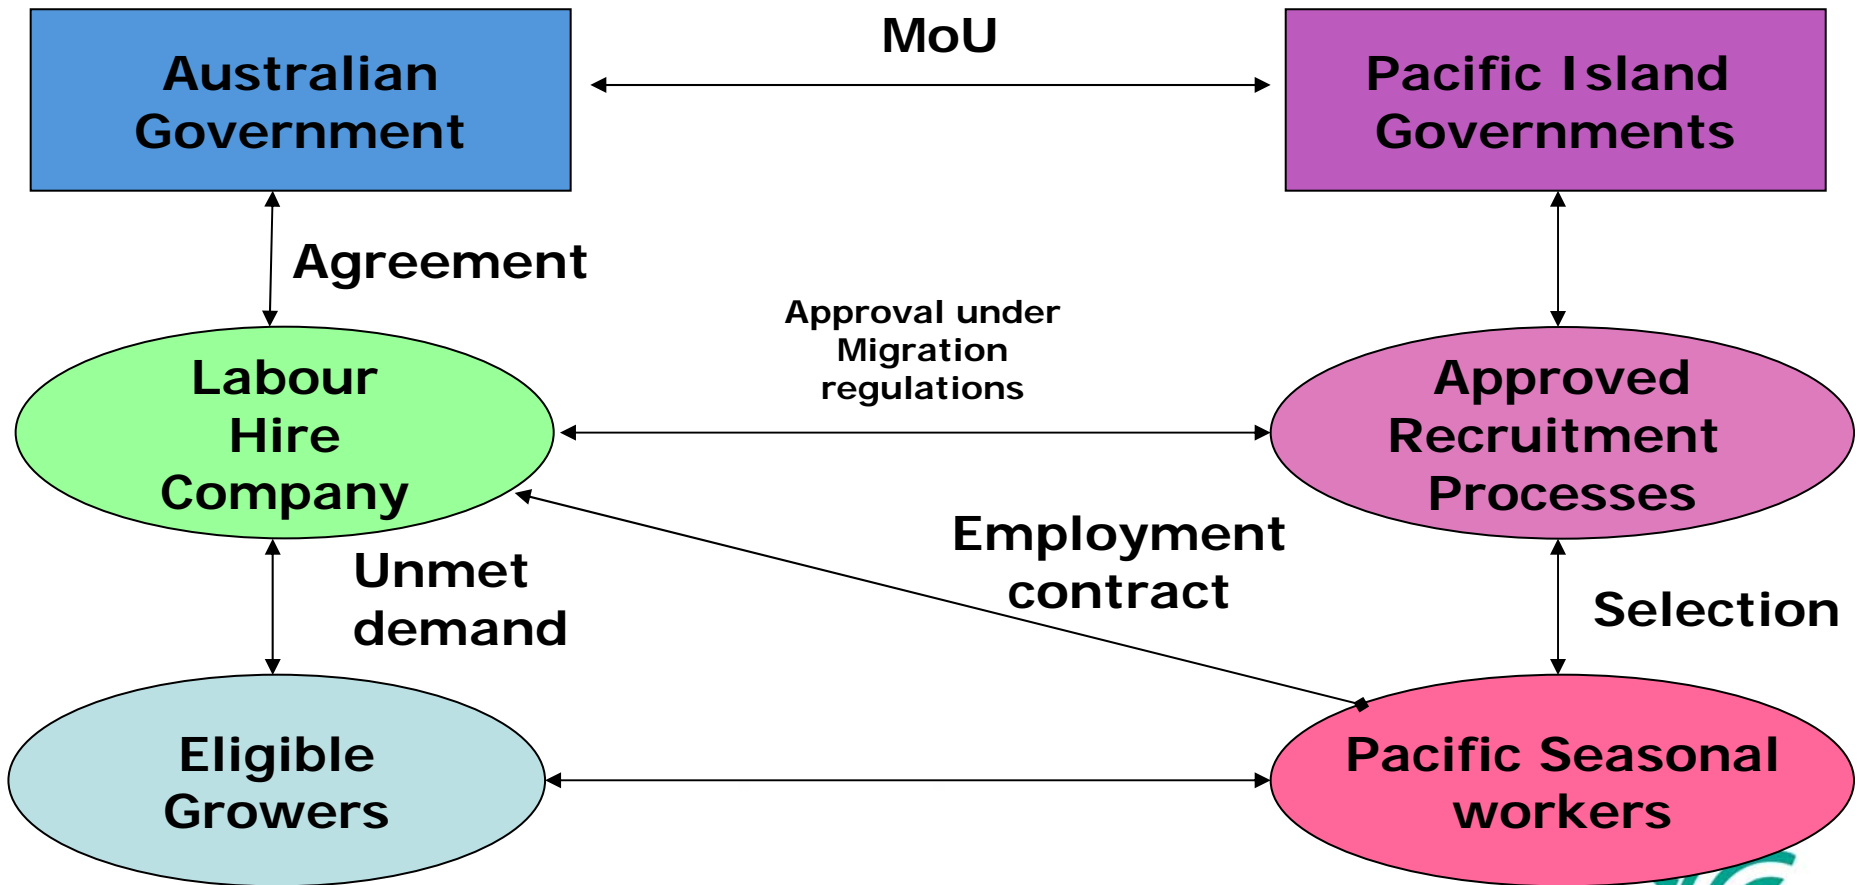 MoU
Australian
Government
Pacific Island
Governments
Agreement
Approval under
Migration
regulations
Labour
Hire
Company
Approved
Recruitment
Processes
Employment
contract
Unmet
demand
Selection
Eligible
Growers
Pacific Seasonal
workers